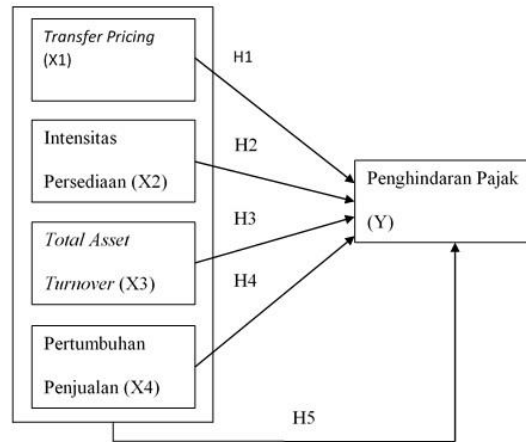 Transfer Pricing
(X1)
H1
Intensitas
Persediaan (X2)
H2
Penghindaran Pajak
(Y)
Total Asset
Turnover (X3)
H3
H4
Pertumbuhan
Penjualan (X4)
H5